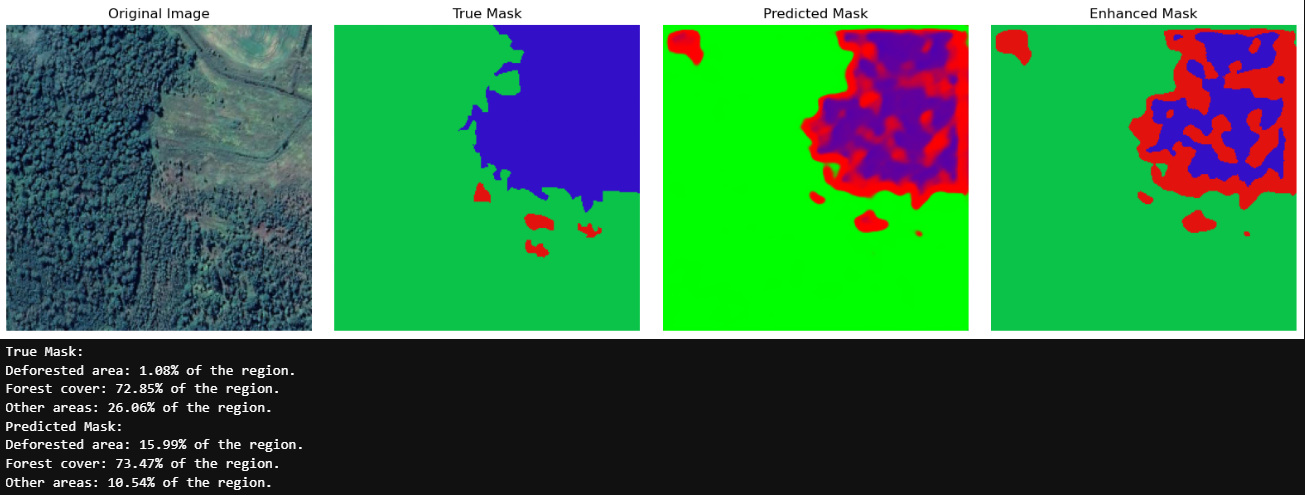 Original Image
True Mask
Predicted Mask
Enhanced Mask
True Mask:
Deforested area: 1.08% of the region.
Forest cover: 72.85% of the region.
Other areas: 26.06% of the region.
Predicted Mask:
Deforested area: 15.99% of the region.
Forest cover: 73.47% of the region.
Other areas: 10.54% of the region.